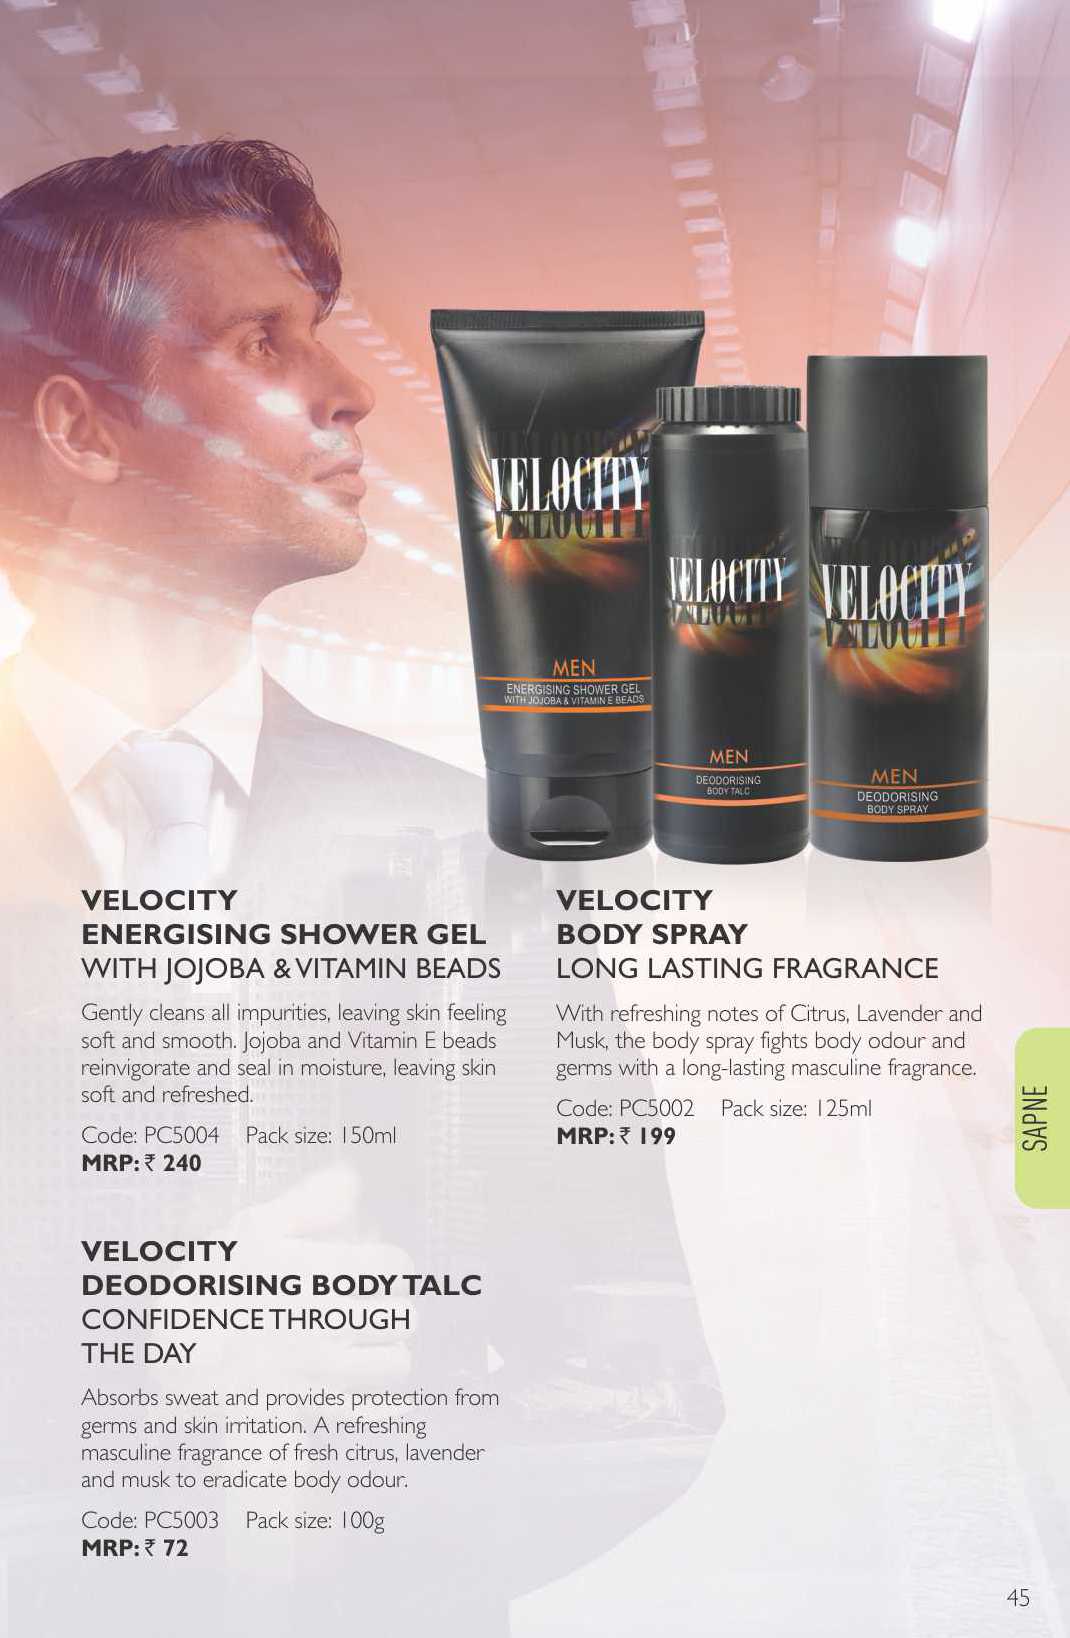 VELOCITY
MEN
ENERGISING SHOWER GEL
WITH JOJOBA & VITAMIN E BEADS
VELOCITY
MEN
DEODORISING
BODY TALC
VELOCITY
MEN
DEODORISING
BODY SPRAY
VELOCITY
ENERGISING SHOWER GEL
WITH JOJOBA & VITAMIN BEADS
Gently cleans all impurities, leaving skin feeling
soft and smooth. Jojoba and Vitamin E beads
reinvigorate and seal in moisture, leaving skin
soft and refreshed.
Code: PC5004 Pack size: 150ml
MRP: ₹ 240
VELOCITY
BODY SPRAY
LONG LASTING FRAGRANCE
With refreshing notes of Citrus, Lavender and
Musk, the body spray fights body odour and
germs with a long-lasting masculine fragrance.
Code: PC5002 Pack size: 125ml
MRP: ₹ 199
VELOCITY
DEODORISING BODY TALC
CONFIDENCE THROUGH
THE DAY
Absorbs sweat and provides protection from
germs and skin irritation. A refreshing
masculine fragrance of fresh citrus, lavender
and musk to eradicate body odour.
Code: PC5003 Pack size: 100g
MRP: ₹ 72
SAPNE
45